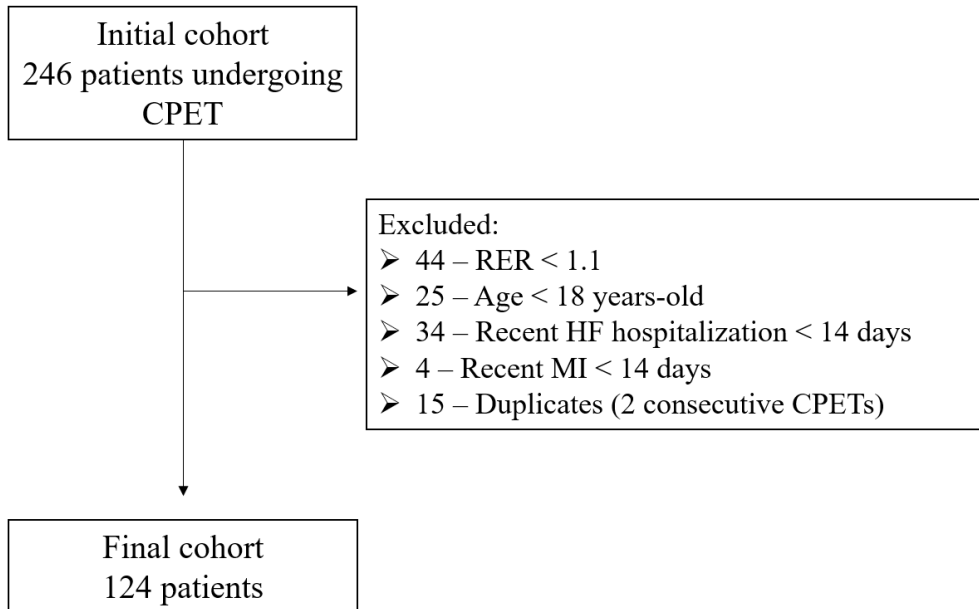 Initial cohort
246 patients undergoing
CPET
Excluded:
➢ 44 – RER < 1.1
➢ 25 – Age < 18 years-old
➢ 34 – Recent HF hospitalization < 14 days
➢ 4 – Recent MI < 14 days
➢ 15 – Duplicates (2 consecutive CPETs)
Final cohort
124 patients